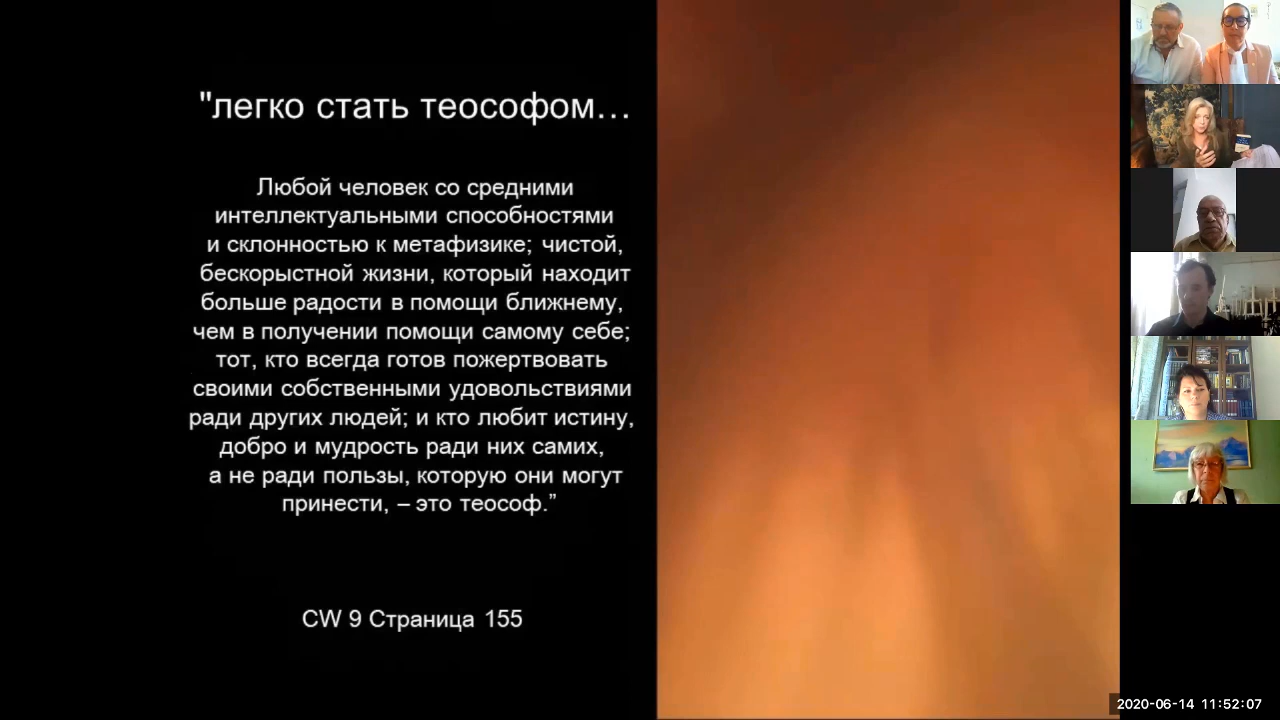 "легко стать теософом...
Любой человек со средними
интеллектуальными способностями
и склонностью к метафизике; чистой,
бескорыстной жизни, который находит
больше радости в помощи ближнему,
чем в получении помощи самому себе;
тот, кто всегда готов пожертвовать
своими собственными удовольствиями
ради других людей; и кто любит истину,
добро и мудрость ради них самих,
а не ради пользы, которую они могут
принести, – это теософ.”
CW 9 Страница 155
2020-06-14 11:52:07